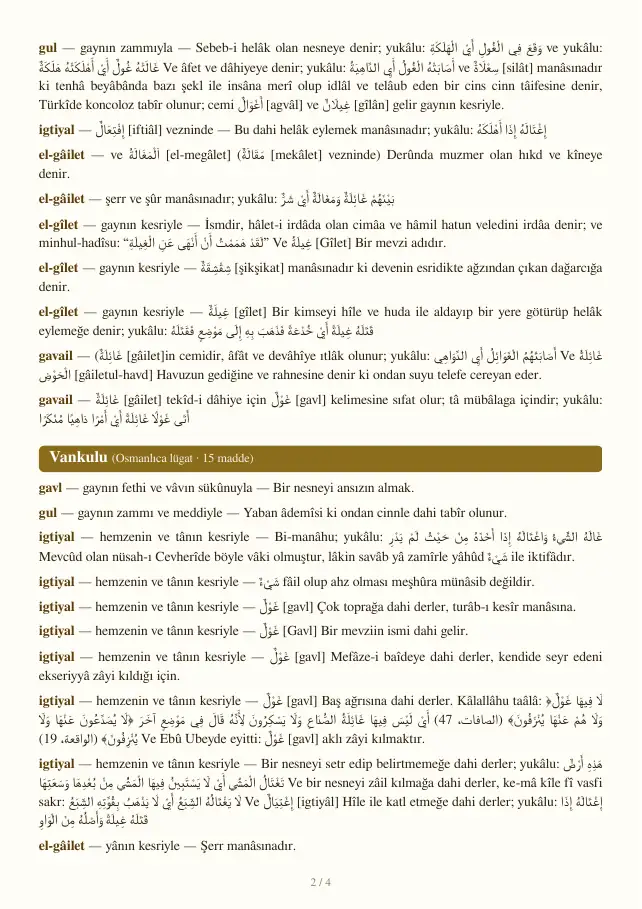 gul — gaynın zammıyla — Sebeb-i helâk olan nesneye denir; yukâlu: وَقَعَ فِي الْغُولِ أَيِ الْهَلَكَةِ ve yukâlu:
غَالَتْهُ غُولٌ أَيْ أَهْلَكَتْهُ هَلَكَةٌ Ve âfet ve dâhiyeye denir; yukâlu: أَصَابَتْهُ الْغُولُ أَيِ الدَّاهِيَةُ ve سِعْلَاةٌ [silât] manâsınadır
ki tenhâ beyâbânda bazı şekl ile insâna merî olup idlâl ve telâub eden bir cins cinn tâifesine denir,
Türkîde koncoloz tabîr olunur; cemi أَغْوَالٌ [agvâl] ve غِيلَانٌ [gîlân] gelir gaynın kesriyle.
igtiyal — اِفْتِعَالٌ [iftiâl] vezninde — Bu dahi helâk eylemek manâsınadır; yukâlu: اِغْتَالَهُ إِذَا أَهْلَكَهُ
el-gâilet — ve اَلْمَغَالَةُ [el-megâlet] (مَقَالَةٌ [mekâlet] vezninde) Derûnda muzmer olan hıkd ve kîneye
denir.
el-gâilet — şerr ve şûr manâsınadır; yukâlu: بَيْنَهُمْ غَائِلَةٌ وَمَغَالَةٌ أَيْ شَرٌّ
el-gîlet — gaynın kesriyle — İsmdir, hâlet-i irdâda olan cimâa ve hâmil hatun veledini irdâa denir; ve
minhul-hadîsu: “لَقَدْ هَمَمْتُ أَنْ أَنْهَى عَنِ الْغِيلَةِ” Ve غِيلَةُ [Gîlet] Bir mevzi adıdır.
el-gîlet — gaynın kesriyle — شِقْشِقَةٌ [şikşikat] manâsınadır ki devenin esridikte ağzından çıkan dağarcığa
denir.
el-gîlet — gaynın kesriyle — غِيلَةٌ [gîlet] Bir kimseyi hîle ve huda ile aldayıp bir yere götürüp helâk
eylemeğe denir; yukâlu: قَتَلَهُ غِيلَةً أَيْ خُدْعَةً فَذَهَبَ بِهِ إِلَى مَوْضِعٍ فَقَتَلَهُ
gavail — (غَائِلَةٌ [gâilet]in cemidir, âfât ve devâhîye ıtlâk olunur; yukâlu: أَصَابَتْهُمُ الْغَوَائِلُ أَيِ الدَّوَاهِي Ve غَائِلَةُ
الْحَوْضِ [gâiletul-havd] Havuzun gediğine ve rahnesine denir ki ondan suyu telefe cereyan eder.
gavail — غَائِلَةٌ [gâilet] tekîd-i dâhiye için غَوْلٌ [gavl] kelimesine sıfat olur; tâ mübâlaga içindir; yukâlu:
أَتَى غَوْلًا غَائِلَةً أَيْ أَمْرًا دَاهِيًا مُنْكَرًا
Vankulu (Osmanlıca lügat · 15 madde)
gavl — gaynın fethi ve vâvın sükûnuyla — Bir nesneyi ansızın almak.
gul — gaynın zammı ve meddiyle — Yaban âdemîsi ki ondan cinnle dahi tabîr olunur.
igtiyal — hemzenin ve tânın kesriyle — Bi-manâhu; yukâlu: غَالَهُ الشَّيْءُ وَاغْتَالَهُ إِذَا أَخَذَهُ مِنْ حَيْثُ لَمْ يَدْرِ
Mevcûd olan nüsah-ı Cevherîde böyle vâki olmuştur, lâkin savâb yâ zamîrle yâhûd شَيْءٌ ile iktifâdır.
igtiyal — hemzenin ve tânın kesriyle — شَيْءٌ fâil olup ahz olması meşhûra münâsib değildir.
igtiyal — hemzenin ve tânın kesriyle — غَوْلٌ [gavl] Çok toprağa dahi derler, turâb-ı kesîr manâsına.
igtiyal — hemzenin ve tânın kesriyle — غَوْلٌ [Gavl] Bir mevziin ismi dahi gelir.
igtiyal — hemzenin ve tânın kesriyle — غَوْلٌ [gavl] Mefâze-i baîdeye dahi derler, kendide seyr edeni
ekseriyyâ zâyi kıldığı için.
igtiyal — hemzenin ve tânın kesriyle — غَوْلٌ [gavl] Baş ağrısına dahi derler. Kâlallâhu taâlâ: ﴿لَا فِيهَا غَوْلٌ
وَلَا هُمْ عَنْهَا يُنْزَفُونَ﴾ (الصافات، 47) أَيْ لَيْسَ فِيهَا غَائِلَةُ الصُّدَاعِ وَلَا يَسْكِرُونَ لِأَنَّهُ قَالَ فِي مَوْضِعٍ آخَرَ ﴿لَا يُصَدَّعُونَ عَنْهَا وَلَا
يُنْزِفُونَ﴾ (الواقعة، 19) Ve Ebû Ubeyde eyitti: غَوْلٌ [gavl] aklı zâyi kılmaktır.
igtiyal — hemzenin ve tânın kesriyle — Bir nesneyi setr edip belirtmemeğe dahi derler; yukâlu: هَذِهِ أَرْضٌ
تَغْتَالُ الْمَشْيَ أَيْ لَا يَسْتَبِينُ فِيهَا الْمَشْيُ مِنْ بُعْدِهَا وَسَعَتِهَا Ve bir nesneyi zâil kılmağa dahi derler, ke-mâ kîle fî vasfi
sakr: لَا يَغْتَالُهُ الشِّبَعُ أَيْ لَا يَذْهَبُ بِقُوَّتِهِ الشِّبَعُ Ve اِغْتِيَالٌ [igtiyâl] Hîle ile katl etmeğe dahi derler; yukâlu: اِغْتَالَهُ إِذَا
قَتَلَهُ غِيلَةً وَأَصْلُهُ مِنَ الْوَاوِ
el-gâilet — yânın kesriyle — Şerr manâsınadır.
2 / 4